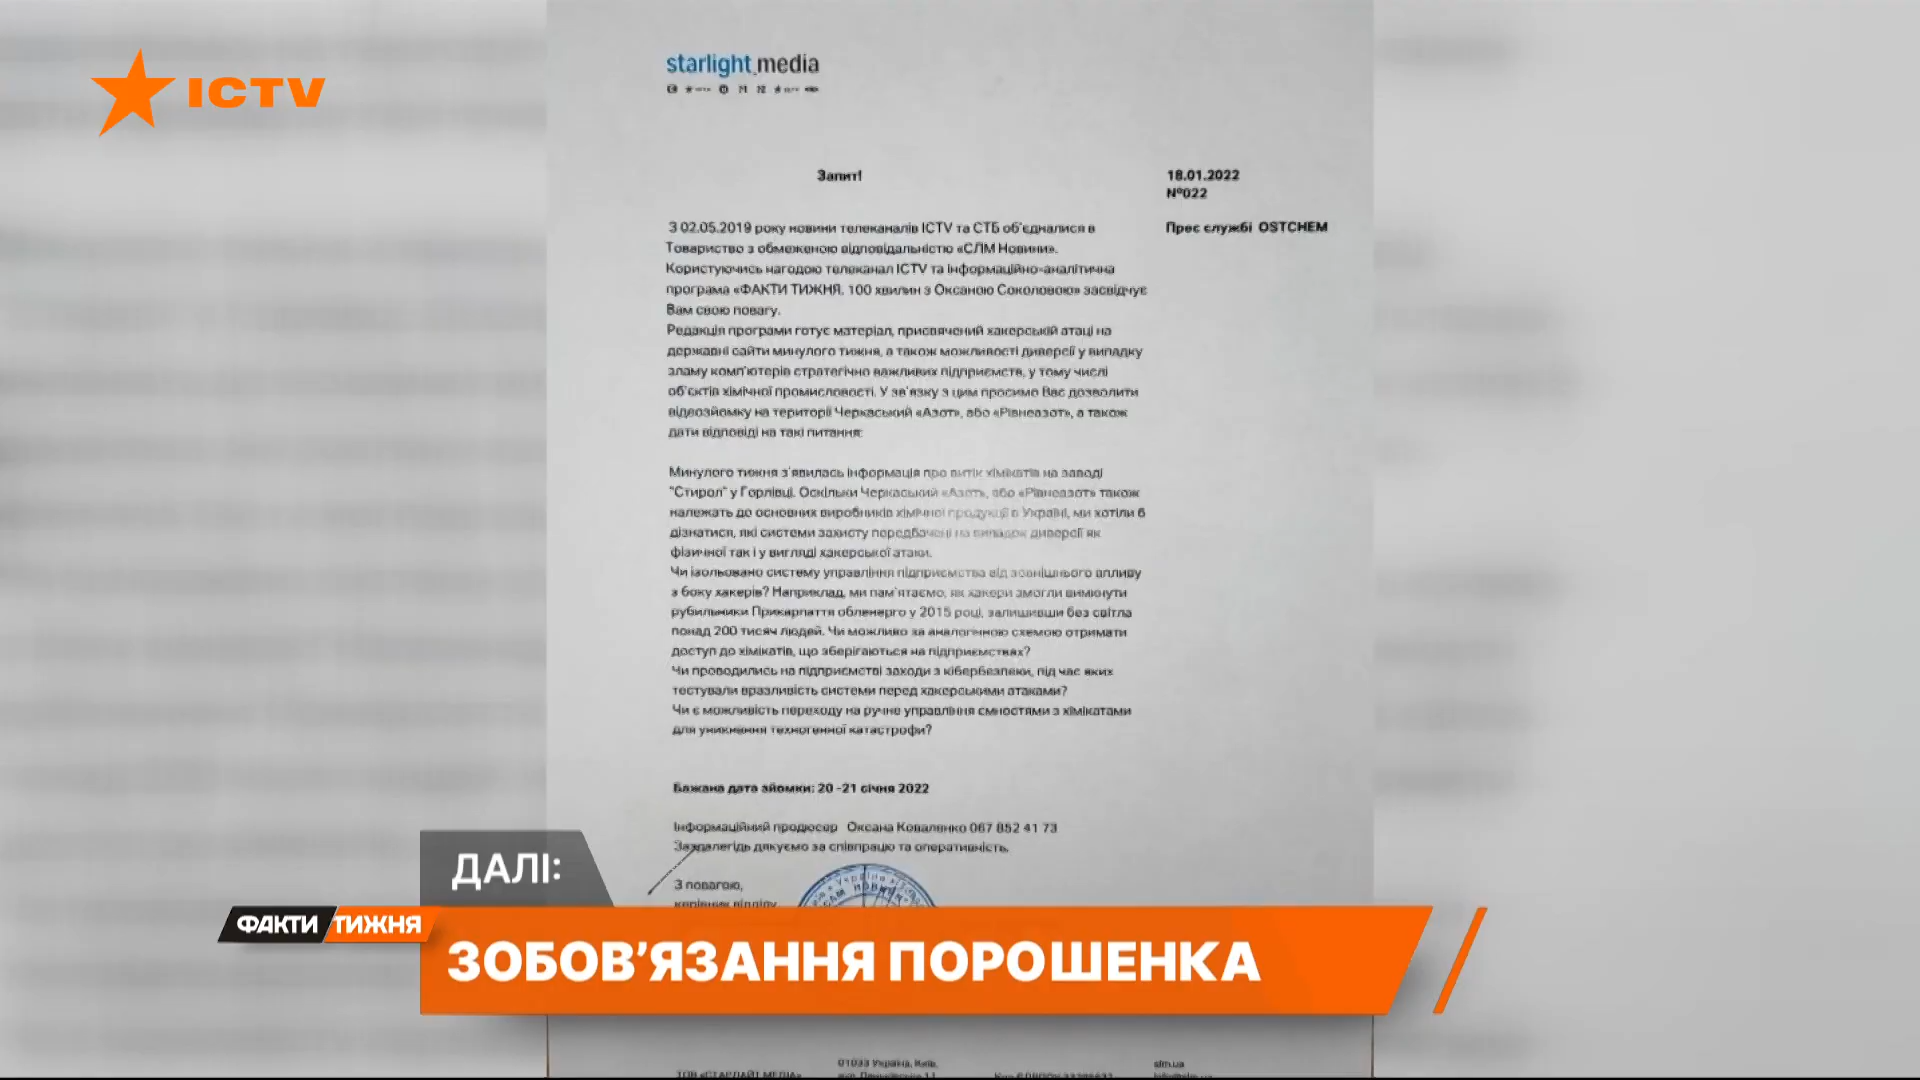 ICTV
starlight media
Запит!
18.01.2022
№022
Прес службі OSTCHEM
З 02.05.2019 року новини телеканалів ICTV та СТБ об'єдналися в
Товариство з обмеженою відповідальністю «СЛМ Новини».
Користуючись нагодою телеканал ICTV та інформаційно-аналітична
програма «ФАКТИ ТИЖНЯ. 100 хвилин з Оксаною Соколовою» засвідчує
Вам свою повагу.
Редакція програми готує матеріал, присвячений хакерській атаці на
державні сайти минулого тижня, а також можливості диверсії у випадку
зламу комп'ютерів стратегічно важливих підприємств, у тому числі
об'єктів хімічної промисловості. У зв'язку з цим просимо Вас дозволити
відеозйомку на території Черкаський «Азот», або «Рівнеазот», а також
дати відповіді на такі питання:
Минулого тижня з'явилась інформація про витік хімікатів на заводі
"Стирол" у Горлівці. Оскільки Черкаський «Азот», або «Рівнеазот» також
належать до основних виробників хімічної продукції в Україні, ми хотіли б
дізнатися, які системи захисту передбачені на випадок диверсії як
фізичної так і у вигляді хакерської атаки.
Чи ізольовано систему управління підприємства від зовнішнього впливу
з боку хакерів? Наприклад, ми пам'ятаємо, як хакери змогли вимкнути
рубильники Прикарпаття обленерго у 2015 році, залишивши без світла
понад 200 тисяч людей. Чи можливо за аналогічною схемою отримати
доступ до хімікатів, що зберігаються на підприємствах?
Чи проводились на підприємстві заходи з кібербезпеки, під час яких
тестували вразливість системи перед хакерськими атаками?
Чи є можливість переходу на ручне управління ємностями з хімікатами
для уникнення техногенної катастрофи?
Бажана дата зйомки: 20 -21 січня 2022
Інформаційний продюсер Оксана Коваленко 067 852 41 73
Заздалегідь дякуємо за співпрацю та оперативність.
З повагою,
керівник відділу
ДАЛІ:
ФАКТИ ТИЖНЯ
ЗОБОВ'ЯЗАННЯ ПОРОШЕНКА
01033 Україна, Київ,
slm.ua
ТОВ «СТАРЛАЙТ МЕДІА»